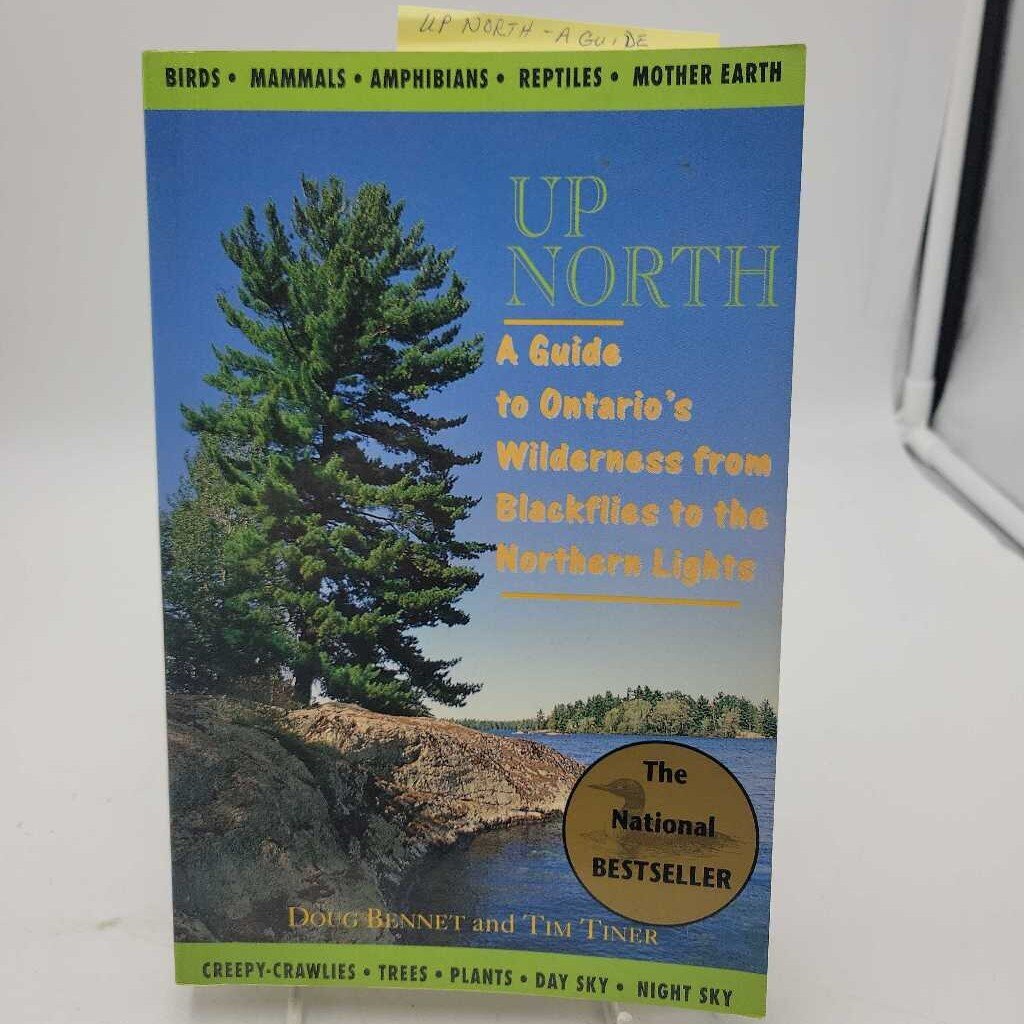 UP NORTH - A GUIDE
BIRDS • MAMMALS • AMPHIBIANS • REPTILES • MOTHER EARTH
UP
NORTH
A Guide
to Ontario's
Wilderness from
Blackflies to the
Northern Lights
The
National
BESTSELLER
DOUG BENNET and TIM TINER
CREEPY-CRAWLIES • TREES • PLANTS • DAY SKY • NIGHT SKY